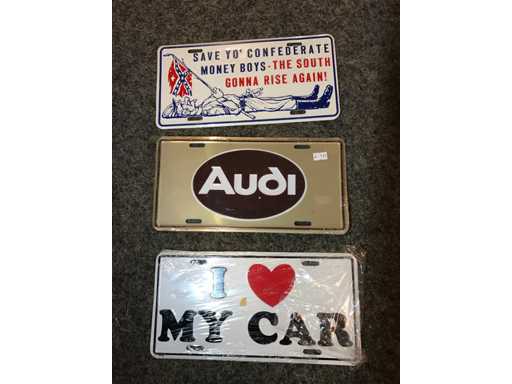 SAVE YO' CONFEDERATE
MONEY BOYS - THE SOUTH
GONNA RISE AGAIN!
Audi
I ❤
MY CAR